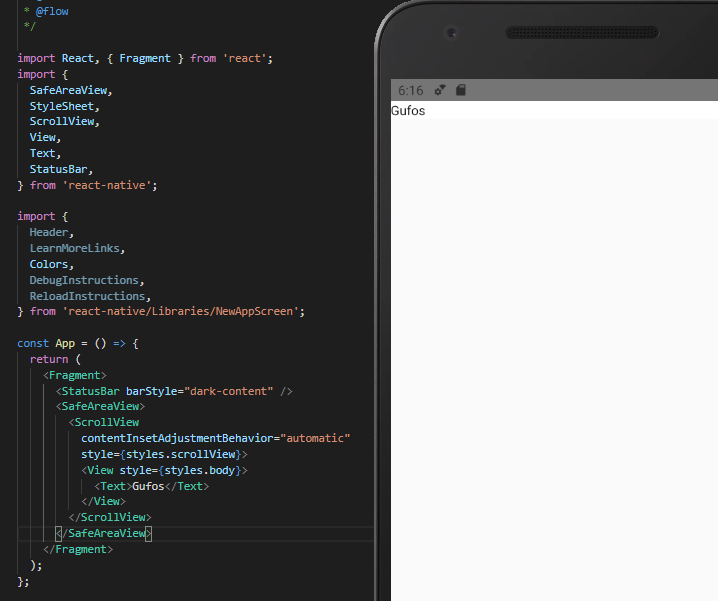 * @flow
*/
import React, { Fragment } from 'react';
import {
SafeAreaView,
StyleSheet,
ScrollView,
View,
Text,
StatusBar,
} from 'react-native';
import {
Header,
LearnMoreLinks,
Colors,
DebugInstructions,
ReloadInstructions,
} from 'react-native/Libraries/NewAppScreen';
const App = () => {
return (
<Fragment>
<StatusBar barStyle="dark-content" />
<SafeAreaView>
<ScrollView
contentInsetAdjustmentBehavior="automatic"
style={styles.scrollView}>
<View style={styles.body}>
<Text>Gufos</Text>
</View>
</ScrollView>
</SafeAreaView>
</Fragment>
);
};
6:16
Gufos